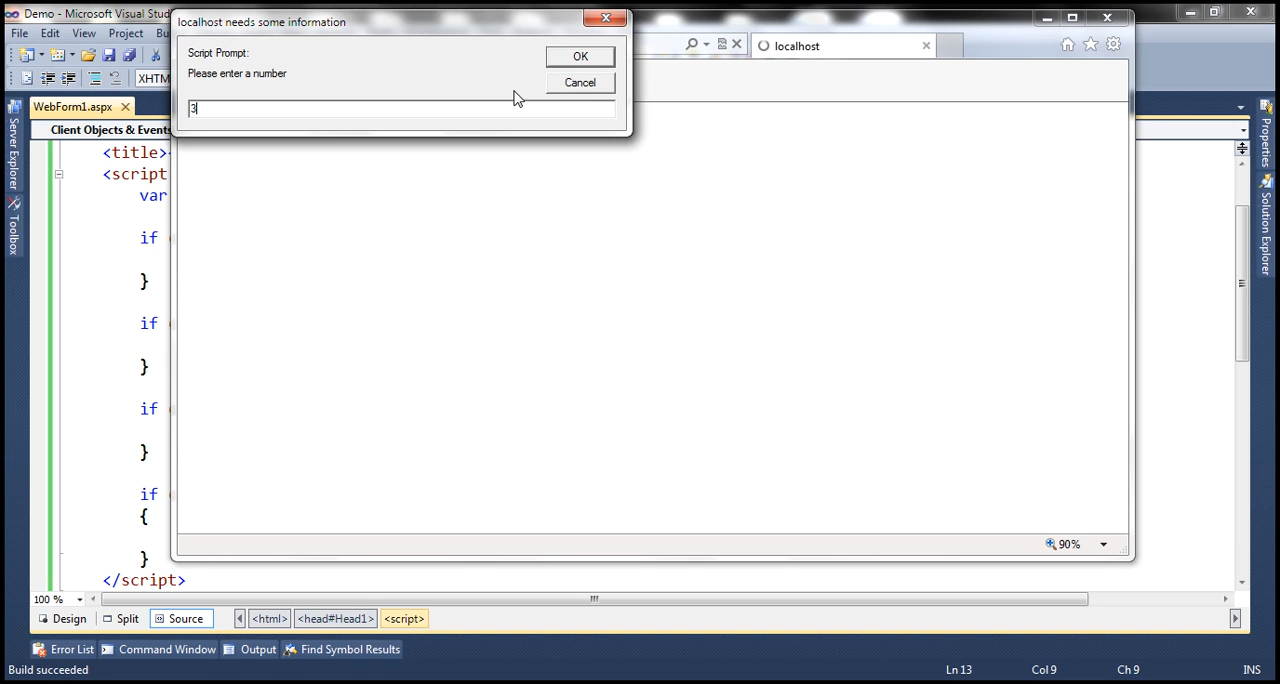 Demo - Microsoft Visual Stud
File Edit View Project Bu
XHTM
WebForm1.aspx
Client Objects & Events
localhost needs some information
Script Prompt:
Please enter a number
OK
Cancel
3
localhost
Server Explorer
Toolbox
Properties
Solution Explorer
<title>
<script
var
if
}
if
}
if
}
if
{
}
</script>
90%
100 %
Design Split Source <html> <head#Head1> <script>
Error List Command Window Output Find Symbol Results
Build succeeded Ln 13 Col 9 Ch 9 INS